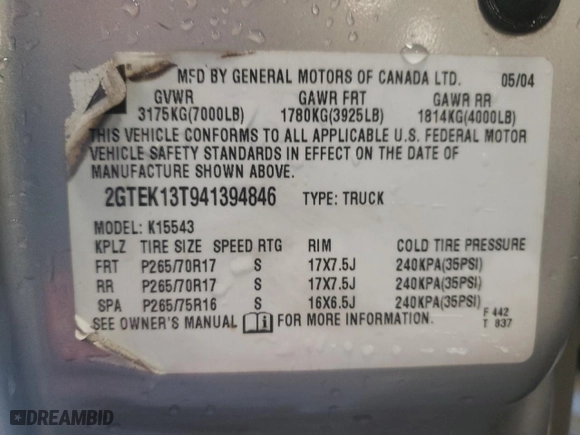 MFD BY GENERAL MOTORS OF CANADA LTD. 05/04
GVWR GAWR FRT GAWR RR
3175KG(7000LB) 1780KG(3925LB) 1814KG(4000LB)
THIS VEHICLE CONFORMS TO ALL APPLICABLE U.S. FEDERAL MOTOR
VEHICLE SAFETY STANDARDS IN EFFECT ON THE DATE OF
MANUFACTURE SHOWN ABOVE.
2GTEK13T941394846 TYPE: TRUCK
MODEL: K15543
KPLZ TIRE SIZE SPEED RTG RIM COLD TIRE PRESSURE
FRT P265/70R17 S 17X7.5J 240KPA(35PSI)
RR P265/70R17 S 17X7.5J 240KPA(35PSI)
SPA P265/75R16 S 16X6.5J 240KPA(35PSI)
SEE OWNER'S MANUAL i FOR MORE INFORMATION.
F 442
T 837
DREAMBID